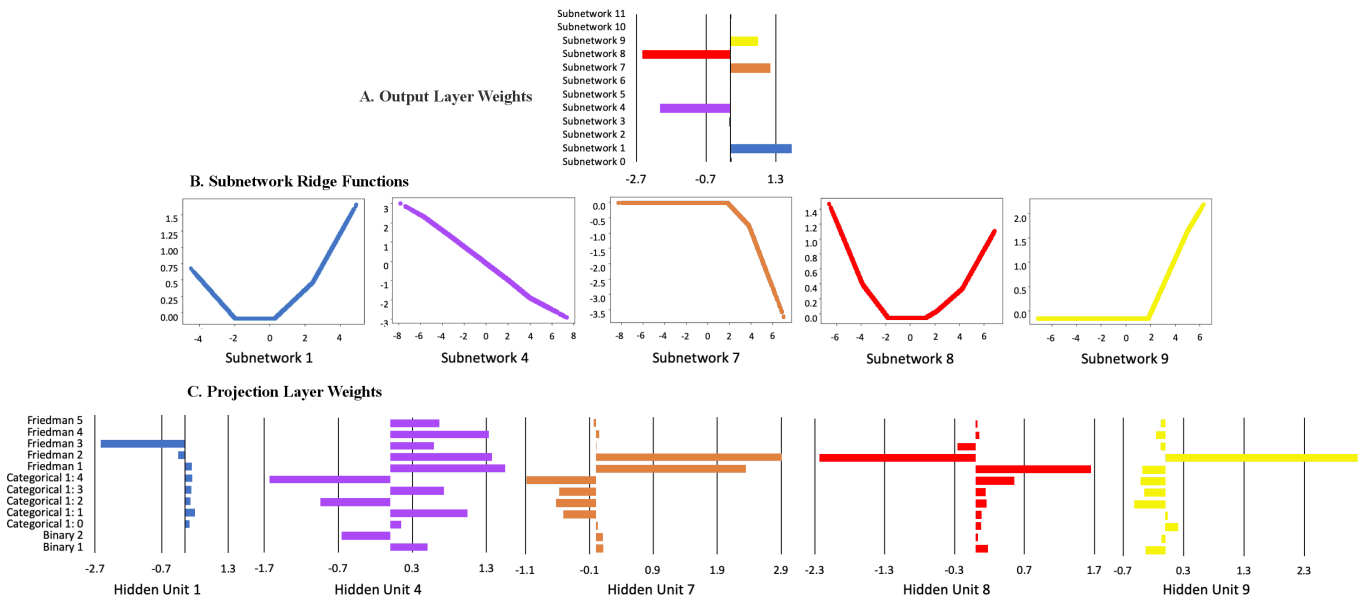 Subnetwork 11
Subnetwork 10
Subnetwork 9
Subnetwork 8
Subnetwork 7
Subnetwork 6
Subnetwork 5
Subnetwork 4
Subnetwork 3
Subnetwork 2
Subnetwork 1
Subnetwork 0
A. Output Layer Weights
-2.7 -0.7 1.3
B. Subnetwork Ridge Functions
1.5
1.25
1.00
0.75
0.5
0.25
0.00
-4 -2 0 2 4
Subnetwork 1
3
2
1
0
-1
-2
-3
-8 -6 -4 -2 0 2 4 6 8
Subnetwork 4
0.0
-0.5
-1.0
-1.5
-2.0
-2.5
-3.0
-3.5
-8 -6 -4 -2 0 2 4 6
Subnetwork 7
1.4
1.2
1.0
0.8
0.6
0.4
0.2
0.0
-6 -4 -2 0 2 4 6
Subnetwork 8
2.0
1.5
1.0
0.5
0.0
-6 -4 -2 0 2 4 6
Subnetwork 9
C. Projection Layer Weights
Friedman 5
Friedman 4
Friedman 3
Friedman 2
Friedman 1
Categorical 1: 4
Categorical 1: 3
Categorical 1: 2
Categorical 1: 1
Categorical 1: 0
Binary 2
Binary 1
-2.7 -0.7 1.3
Hidden Unit 1
-1.7 -0.7 0.3 1.3
Hidden Unit 4
-1.1 -0.1 0.9 1.9 2.9
Hidden Unit 7
-2.3 -1.3 -0.3 0.7 1.7
Hidden Unit 8
-0.7 0.3 1.3 2.3
Hidden Unit 9